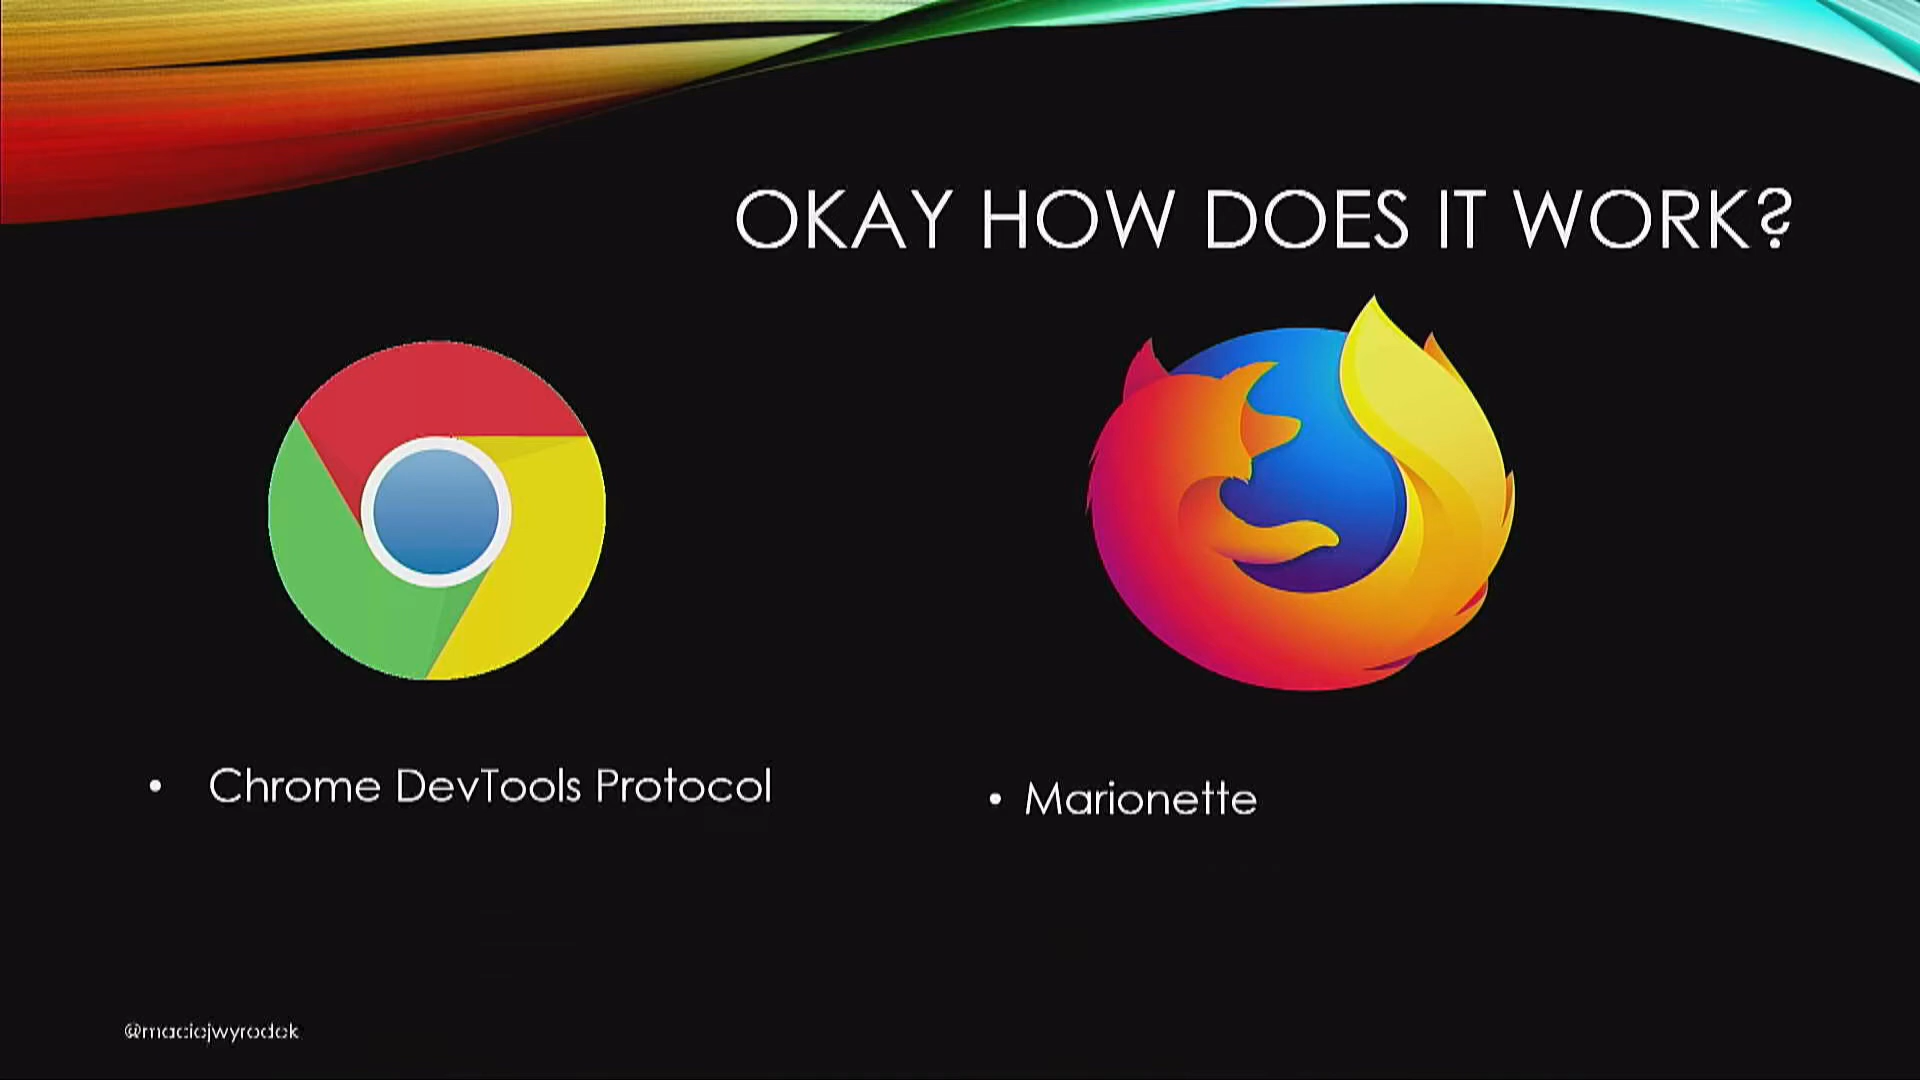 OKAY HOW DOES IT WORK?
• Chrome DevTools Protocol
• Marionette
@maciejwyrodek